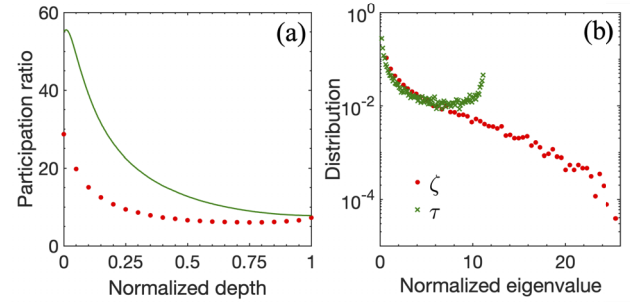 (a)
Participation ratio
60
40
20
0
0
0.25
0.5
0.75
1
Normalized depth
(b)
Distribution
10^0
10^-2
10^-4
ζ
τ
0
10
20
Normalized eigenvalue